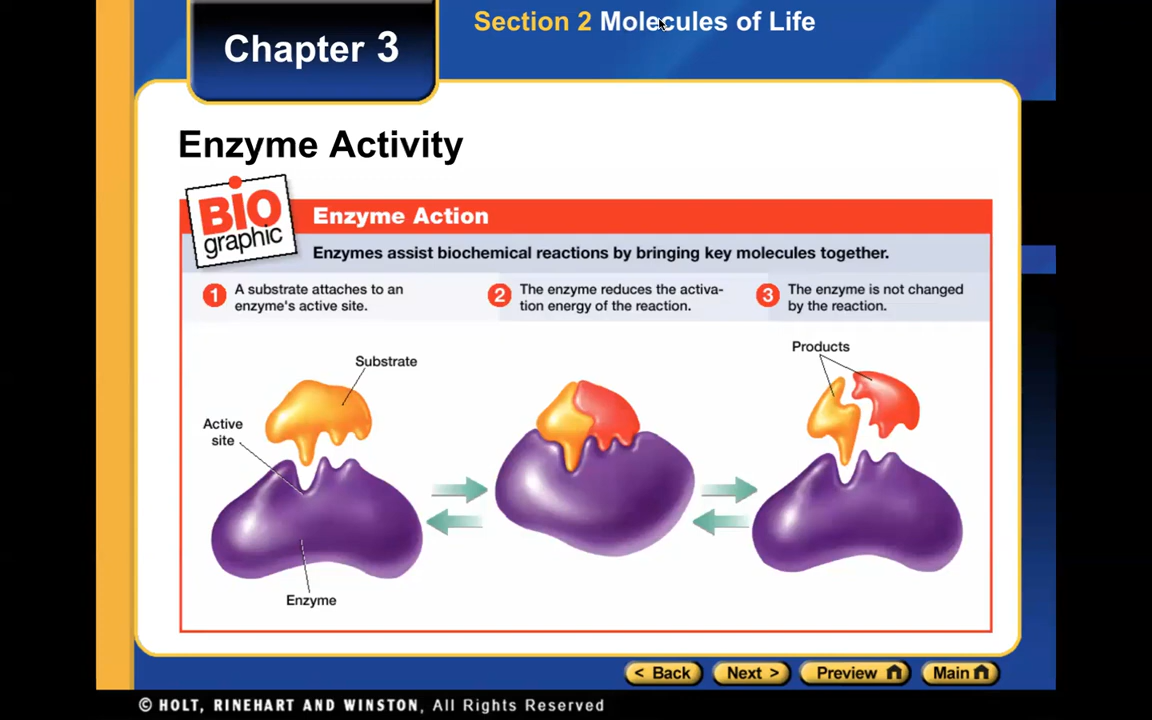 Section 2 Molecules of Life
Chapter 3
Enzyme Activity
BIO
graphic
Enzyme Action
Enzymes assist biochemical reactions by bringing key molecules together.
1 A substrate attaches to an
enzyme's active site.
2 The enzyme reduces the activa-
tion energy of the reaction.
3 The enzyme is not changed
by the reaction.
Substrate
Active
site
Enzyme
Products
< Back
Next >
Preview
Main
© HOLT, RINEHART AND WINSTON, All Rights Reserved